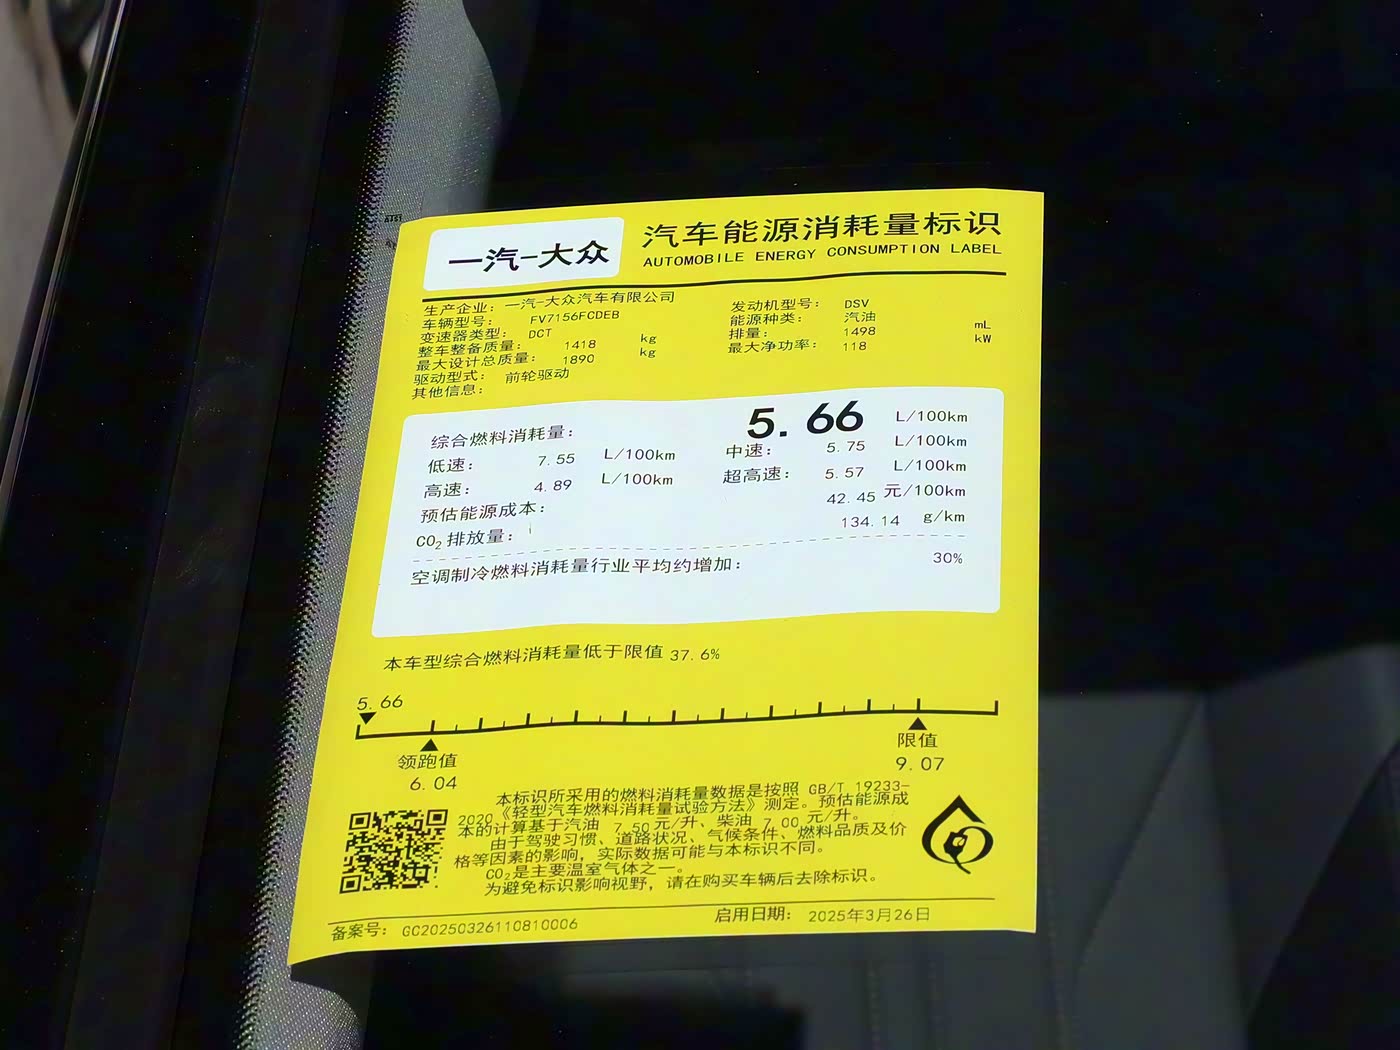 一汽-大众
汽车能源消耗量标识
AUTOMOBILE ENERGY CONSUMPTION LABEL
生产企业：一汽-大众汽车有限公司
车辆型号： FV7156FCDEB
变速器类型： DCT
整车整备质量： 1418 kg
最大设计总质量： 1890 kg
驱动型式： 前轮驱动
其他信息：
发动机型号： DSV
能源种类： 汽油
排量： 1498 mL
最大净功率： 118 kW
综合燃料消耗量： 5.66 L/100km
低速： 7.55 L/100km 中速： 5.75 L/100km
高速： 4.89 L/100km 超高速： 5.57 L/100km
预估能源成本： 42.45 元/100km
CO₂排放量： 134.14 g/km
空调制冷燃料消耗量行业平均约增加： 30%
本车型综合燃料消耗量低于限值 37.6%
5.66
领跑值
6.04
限值
9.07
本标识所采用的燃料消耗量数据是按照 GB/T 19233-
2020《轻型汽车燃料消耗量试验方法》测定。预估能源成
本的计算基于汽油 7.50 元/升、柴油 7.00 元/升。
由于驾驶习惯、道路状况、气候条件、燃料品质及价
格等因素的影响，实际数据可能与本标识不同。
CO₂是主要温室气体之一。
为避免标识影响视野，请在购买车辆后去除标识。
备案号： GC20250326110810006
启用日期： 2025年3月26日